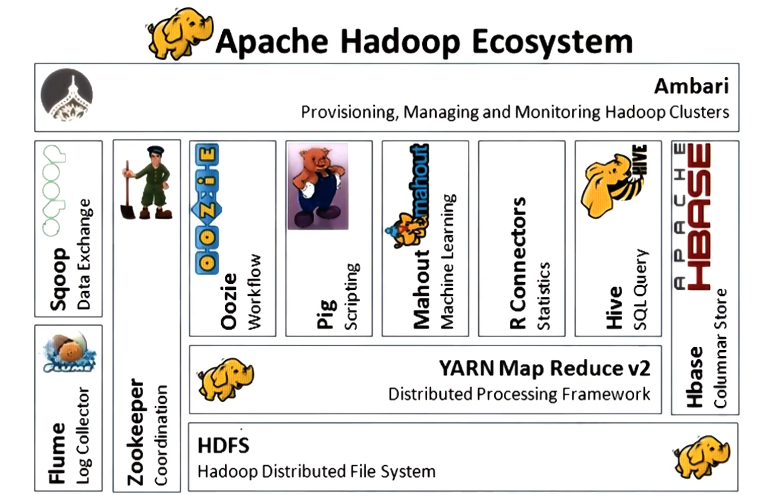 Apache Hadoop Ecosystem
Ambari
Provisioning, Managing and Monitoring Hadoop Clusters
sqoop
Sqoop
Data Exchange
FLUME
Flume
Log Collector
Zookeeper
Coordination
OOZIE
Oozie
Workflow
Pig
Scripting
mahout
Mahout
Machine Learning
R Connectors
Statistics
HIVE
Hive
SQL Query
APACHE
HBASE
Hbase
Columnar Store
YARN Map Reduce v2
Distributed Processing Framework
HDFS
Hadoop Distributed File System